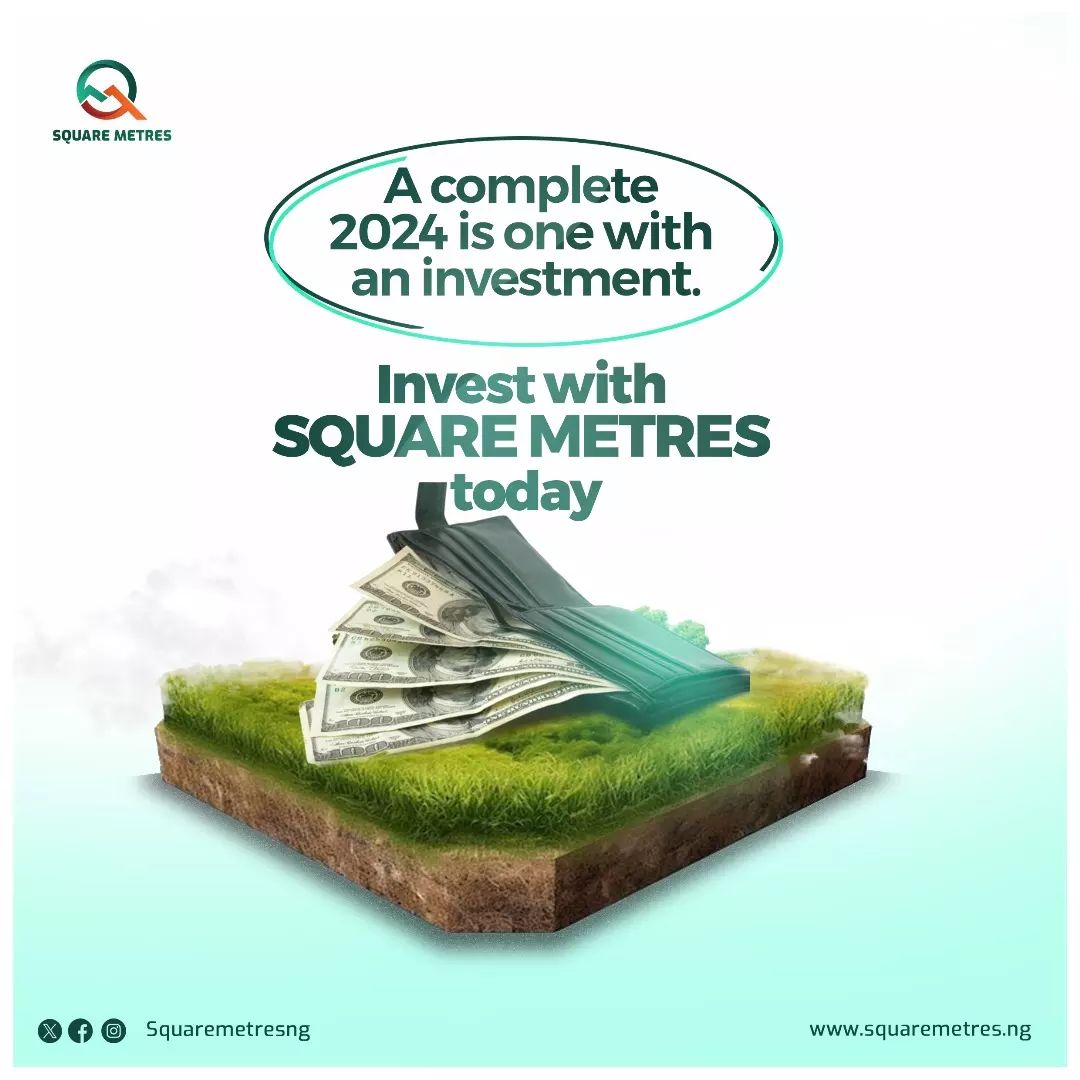 SQUARE METRES
A complete
2024 is one with
an investment.
Invest with
SQUARE METRES
today
Squaremetresng
www.squaremetres.ng